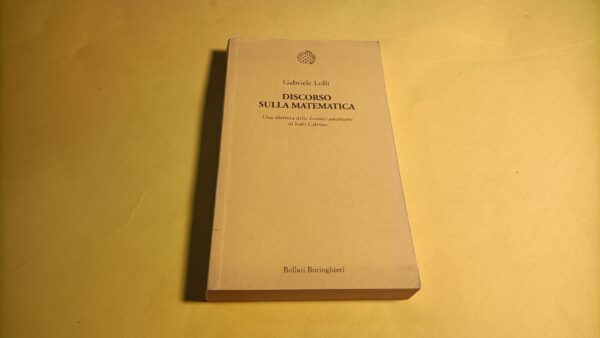 Gabriele Lolli
DISCORSO
SULLA MATEMATICA
Una rilettura delle Lezioni americane
di Italo Calvino
Bollati Boringhieri